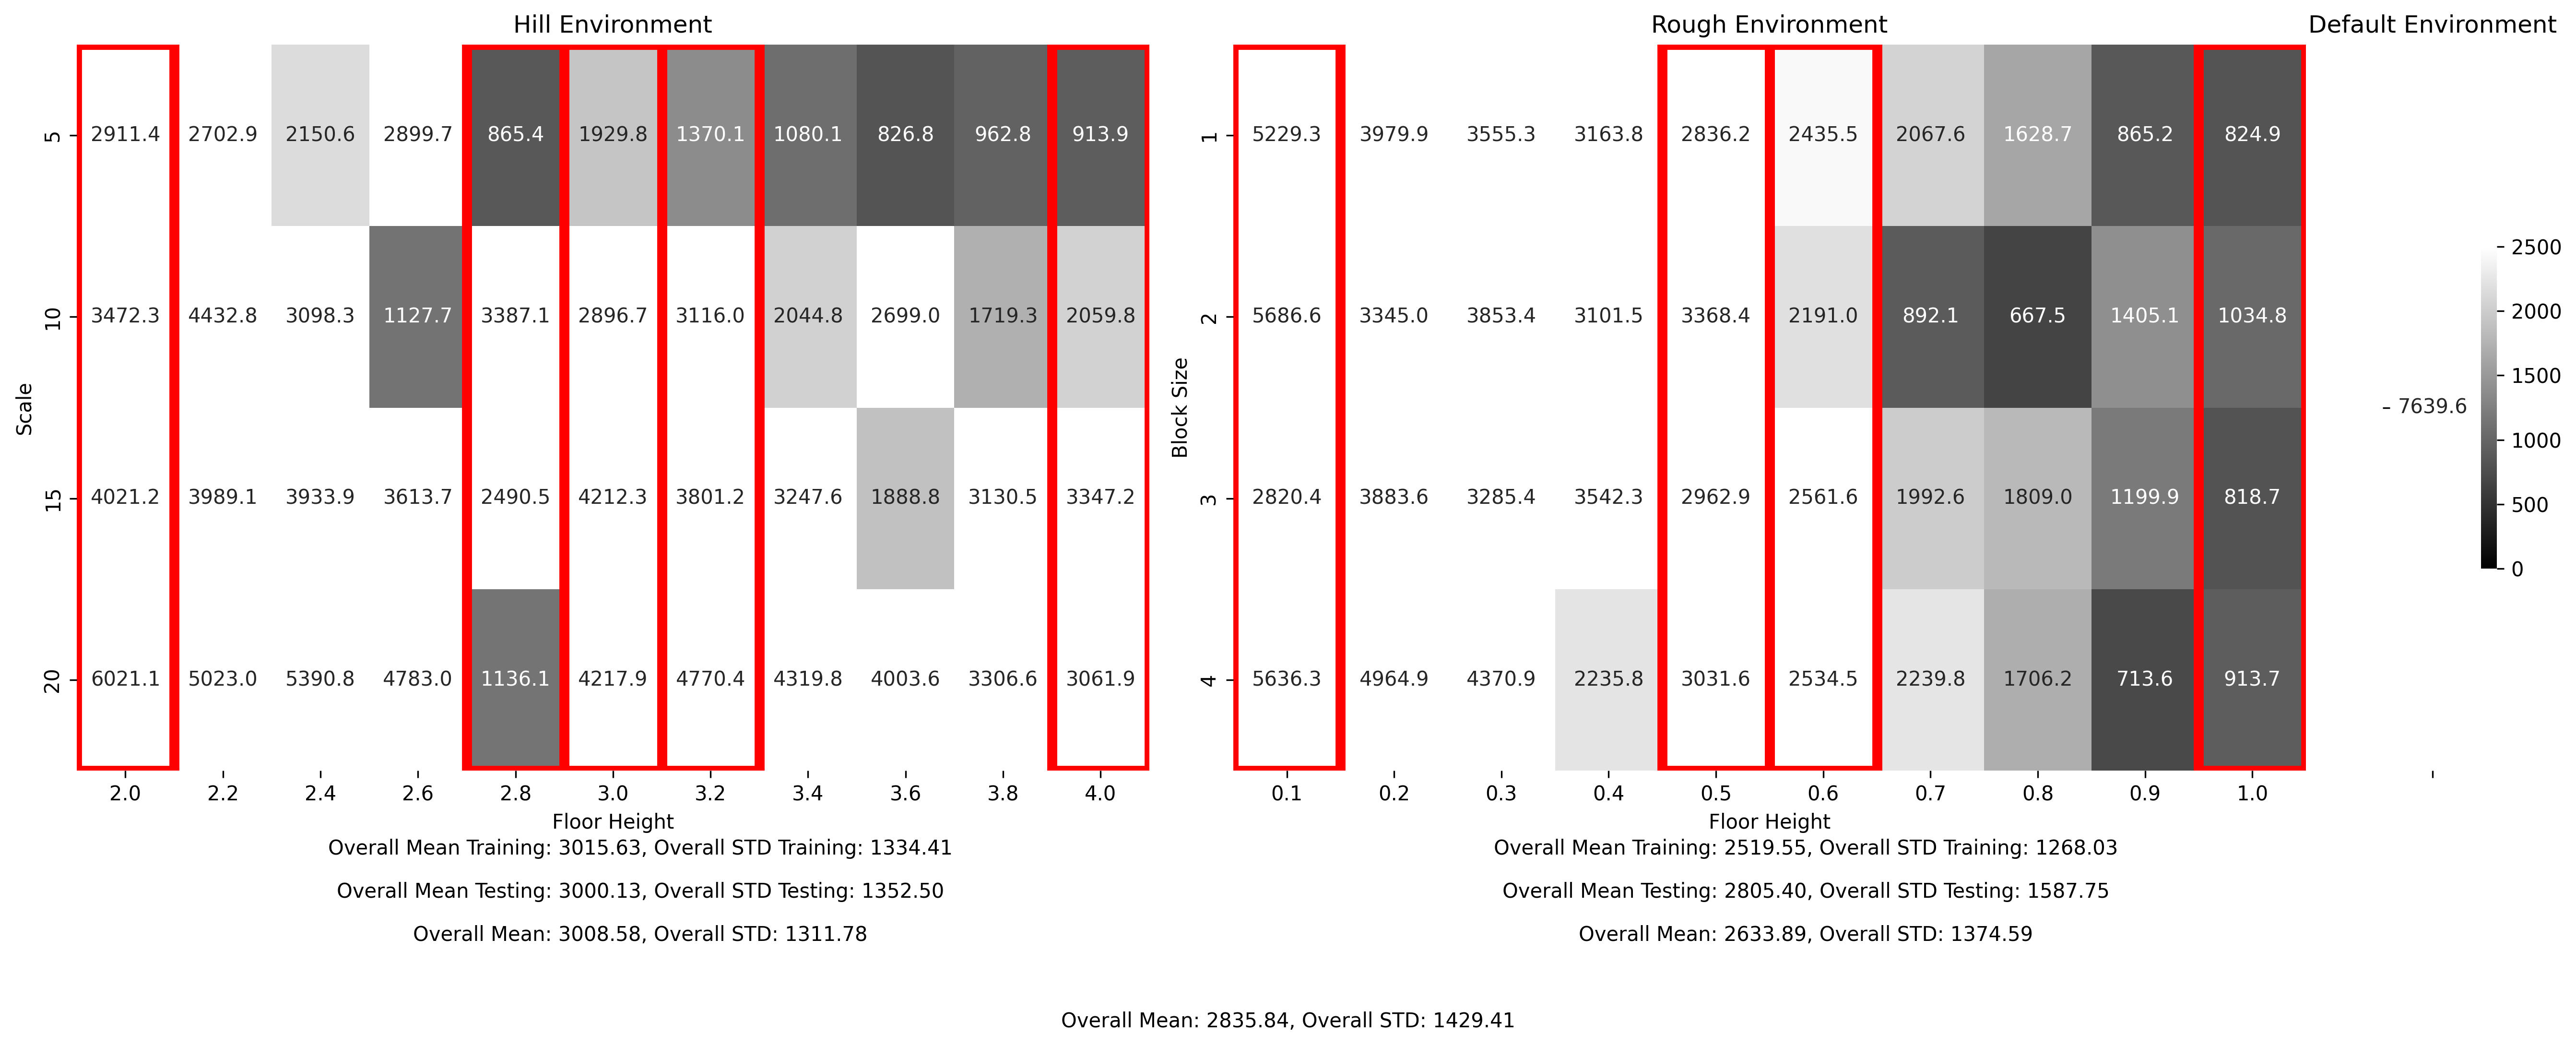 Hill Environment Rough Environment Default Environment
5 2911.4 2702.9 2150.6 2899.7 865.4 1929.8 1370.1 1080.1 826.8 962.8 913.9
10 3472.3 4432.8 3098.3 1127.7 3387.1 2896.7 3116.0 2044.8 2699.0 1719.3 2059.8
15 4021.2 3989.1 3933.9 3613.7 2490.5 4212.3 3801.2 3247.6 1888.8 3130.5 3347.2
20 6021.1 5023.0 5390.8 4783.0 1136.1 4217.9 4770.4 4319.8 4003.6 3306.6 3061.9
Scale
2.0 2.2 2.4 2.6 2.8 3.0 3.2 3.4 3.6 3.8 4.0
Floor Height
Overall Mean Training: 3015.63, Overall STD Training: 1334.41
Overall Mean Testing: 3000.13, Overall STD Testing: 1352.50
Overall Mean: 3008.58, Overall STD: 1311.78
1 5229.3 3979.9 3555.3 3163.8 2836.2 2435.5 2067.6 1628.7 865.2 824.9
2 5686.6 3345.0 3853.4 3101.5 3368.4 2191.0 892.1 667.5 1405.1 1034.8
3 2820.4 3883.6 3285.4 3542.3 2962.9 2561.6 1992.6 1809.0 1199.9 818.7
4 5636.3 4964.9 4370.9 2235.8 3031.6 2534.5 2239.8 1706.2 713.6 913.7
Block Size
0.1 0.2 0.3 0.4 0.5 0.6 0.7 0.8 0.9 1.0
Floor Height
Overall Mean Training: 2519.55, Overall STD Training: 1268.03
Overall Mean Testing: 2805.40, Overall STD Testing: 1587.75
Overall Mean: 2633.89, Overall STD: 1374.59
7639.6
2500
2000
1500
1000
500
0
Overall Mean: 2835.84, Overall STD: 1429.41